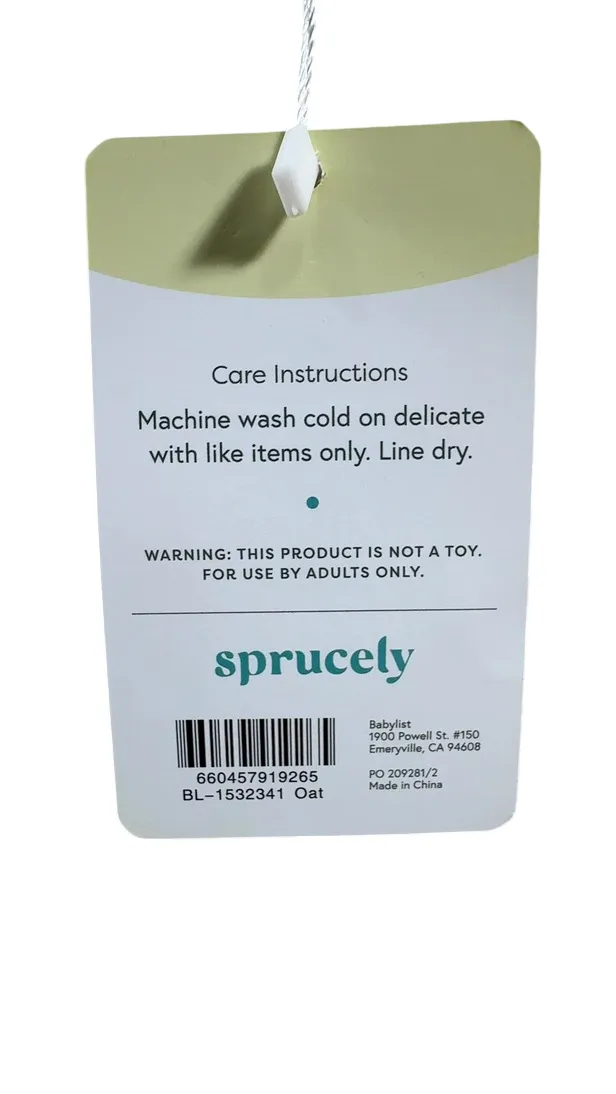 Care Instructions
Machine wash cold on delicate
with like items only. Line dry.
WARNING: THIS PRODUCT IS NOT A TOY.
FOR USE BY ADULTS ONLY.
sprucely
660457919265
BL-1532341 Oat
Babylist
1900 Powell St. #150
Emeryville, CA 94608
PO 209281/2
Made in China